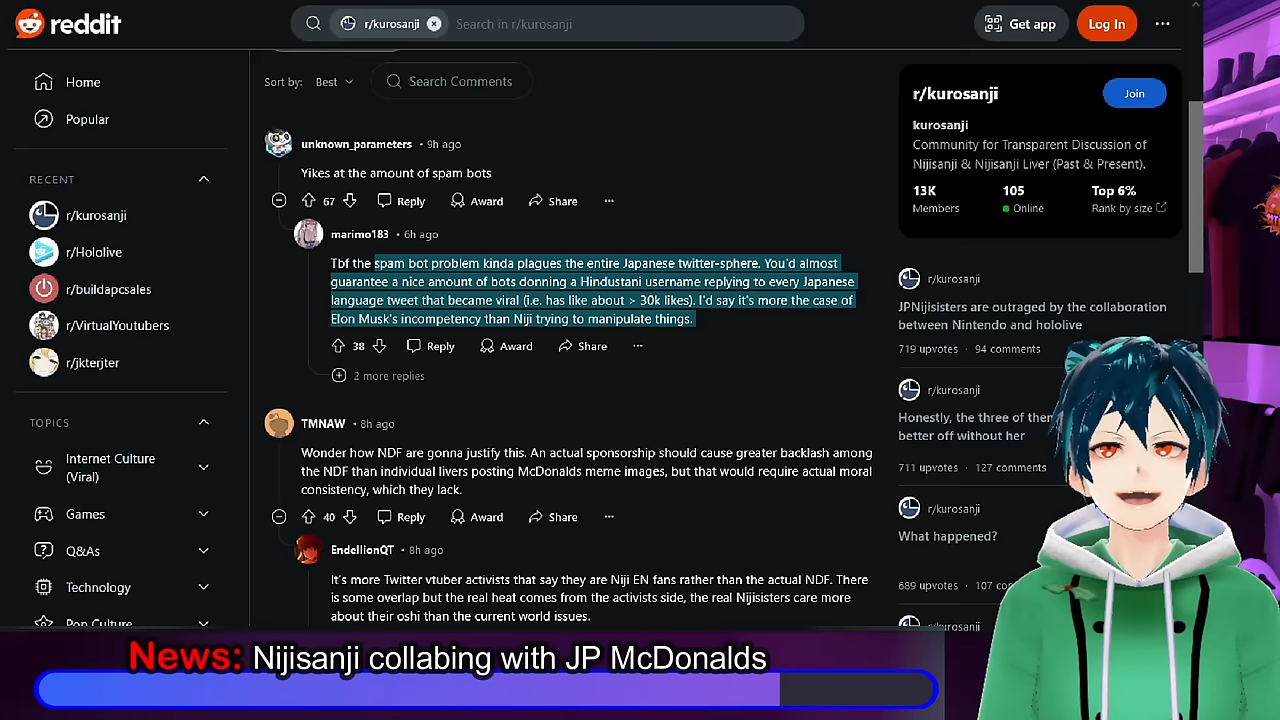 reddit
r/kurosanji
Search in r/kurosanji
Get app
Log In
Home
Popular
RECENT
r/kurosanji
r/Hololive
r/buildapcsales
r/VirtualYoutubers
r/jkterjter
TOPICS
Internet Culture
(Viral)
Games
Q&As
Technology
Pop Culture
Sort by:
Best
Search Comments
unknown_parameters • 9h ago
Yikes at the amount of spam bots
67
Reply
Award
Share
marimo183 • 6h ago
Tbf the spam bot problem kinda plagues the entire Japanese twitter-sphere. You'd almost
guarantee a nice amount of bots donning a Hindustani username replying to every Japanese
language tweet that became viral (i.e. has like about > 30k likes). I'd say it's more the case of
Elon Musk's incompetency than Niji trying to manipulate things.
38
Reply
Award
Share
2 more replies
TMNAW • 8h ago
Wonder how NDF are gonna justify this. An actual sponsorship should cause greater backlash among
the NDF than individual livers posting McDonalds meme images, but that would require actual moral
consistency, which they lack.
40
Reply
Award
Share
EndellionQT • 8h ago
It's more Twitter vtuber activists that say they are Niji EN fans rather than the actual NDF. There
is some overlap but the real heat comes from the activists side, the real Nijisisters care more
about their oshi than the current world issues.
r/kurosanji
Join
kurosanji
Community for Transparent Discussion of
Nijisanji & Nijisanji Liver (Past & Present).
13K
105
Top 6%
Members
Online
Rank by size
r/kurosanji
JPNijisisters are outraged by the collaboration
between Nintendo and hololive
719 upvotes · 94 comments
r/kurosanji
Honestly, the three of them
better off without her
711 upvotes · 127 comments
r/kurosanji
What happened?
689 upvotes · 107 co
r/kurosanji
News: Nijisanji collabing with JP McDonalds